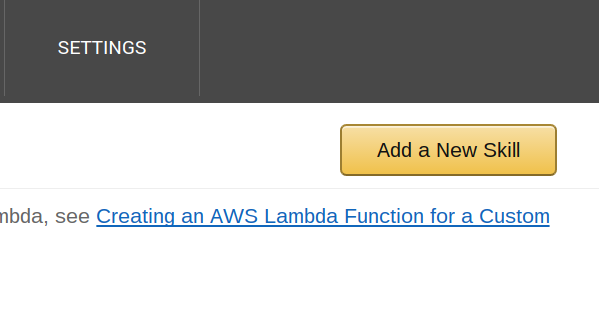 SETTINGS
Add a New Skill
mbda, see Creating an AWS Lambda Function for a Custom